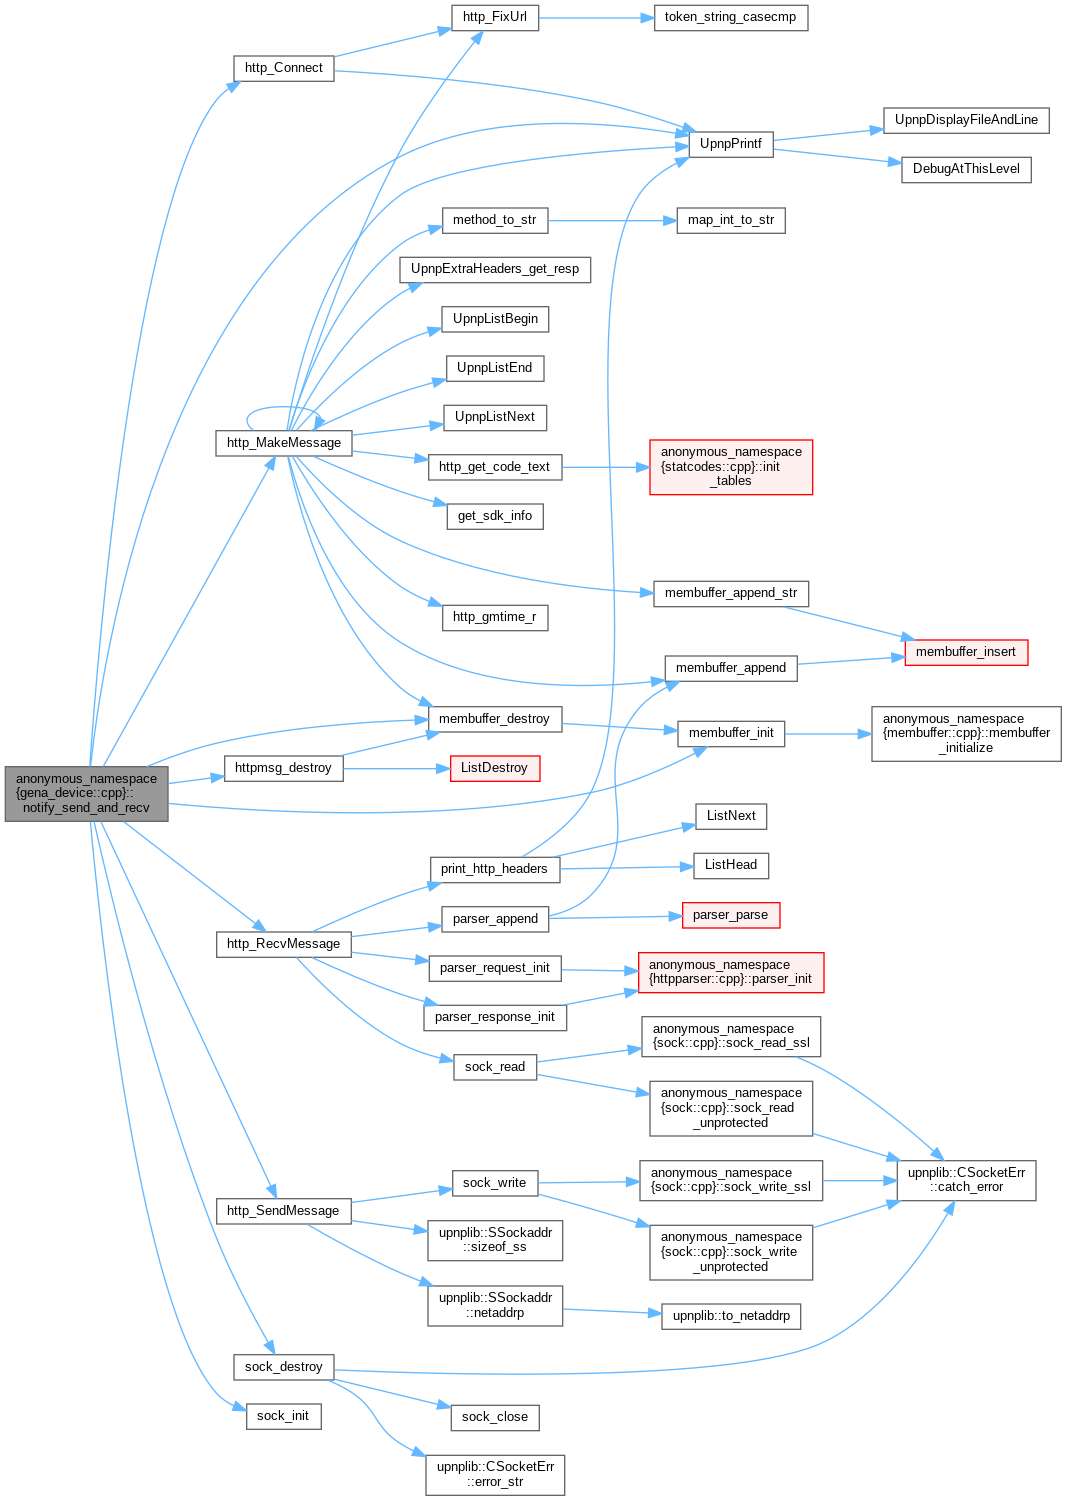 http_FixUrl
token_string_casecmp
http_Connect
UpnpDisplayFileAndLine
UpnpPrintf
DebugAtThisLevel
method_to_str
map_int_to_str
UpnpExtraHeaders_get_resp
UpnpListBegin
UpnpListEnd
UpnpListNext
http_MakeMessage
http_get_code_text
anonymous_namespace
{statcodes::cpp}::init
_tables
get_sdk_info
membuffer_append_str
http_gmtime_r
membuffer_insert
membuffer_append
membuffer_destroy
membuffer_init
anonymous_namespace
{membuffer::cpp}::membuffer
_initialize
httpmsg_destroy
ListDestroy
anonymous_namespace
{gena_device::cpp}::
notify_send_and_recv
ListNext
print_http_headers
ListHead
parser_append
parser_parse
http_RecvMessage
parser_request_init
anonymous_namespace
{httpparser::cpp}::parser_init
parser_response_init
anonymous_namespace
{sock::cpp}::sock_read_ssl
sock_read
anonymous_namespace
{sock::cpp}::sock_read
_unprotected
upnplib::CSocketErr
::catch_error
sock_write
anonymous_namespace
{sock::cpp}::sock_write_ssl
http_SendMessage
upnplib::SSockaddr
::sizeof_ss
anonymous_namespace
{sock::cpp}::sock_write
_unprotected
upnplib::SSockaddr
::netaddrp
upnplib::to_netaddrp
sock_destroy
sock_init
sock_close
upnplib::CSocketErr
::error_str